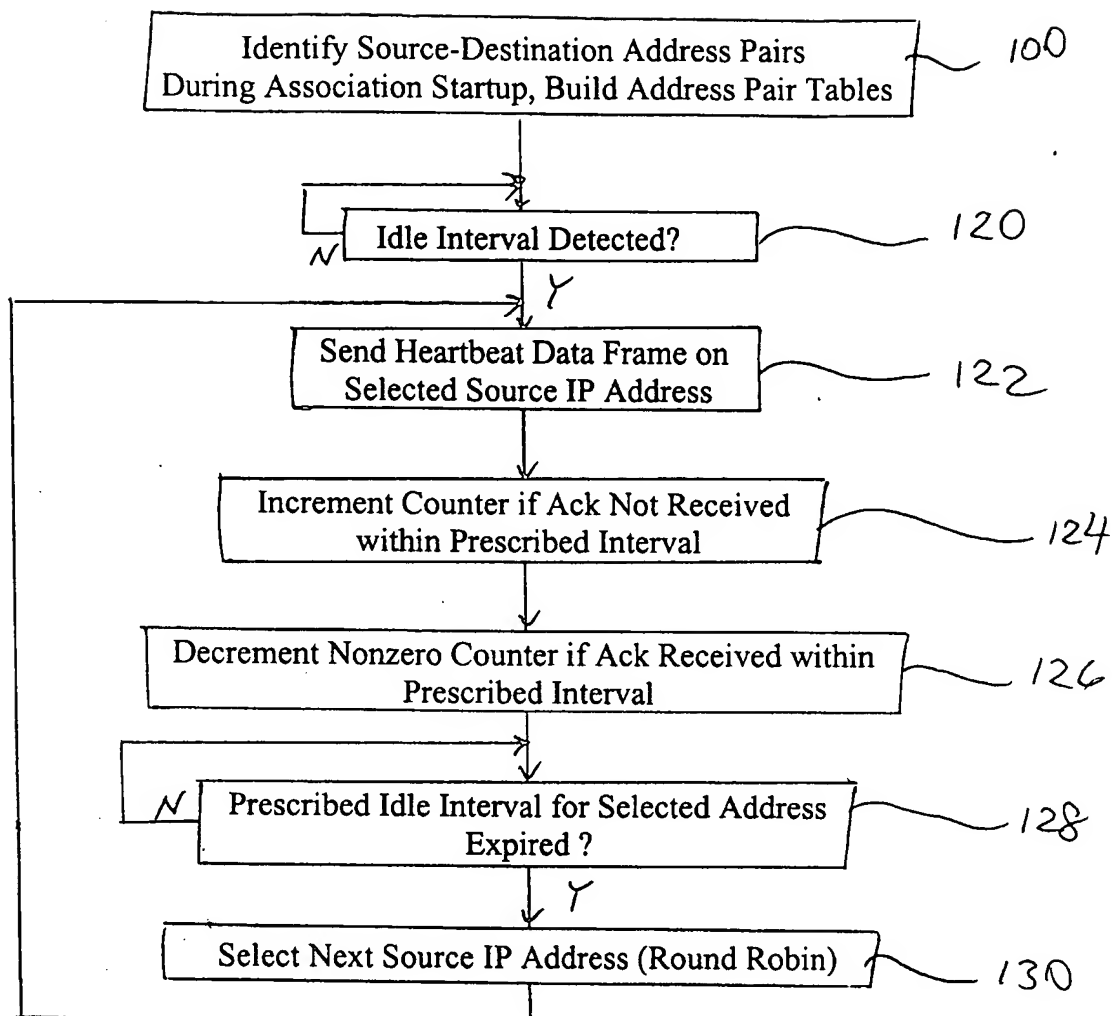 Identify Source-Destination Address Pairs
During Association Startup, Build Address Pair Tables
100
Idle Interval Detected?
120
N
Y
Send Heartbeat Data Frame on
Selected Source IP Address
122
Increment Counter if Ack Not Received
within Prescribed Interval
124
Decrement Nonzero Counter if Ack Received within
Prescribed Interval
126
N
Prescribed Idle Interval for Selected Address
Expired ?
128
Y
Select Next Source IP Address (Round Robin)
130